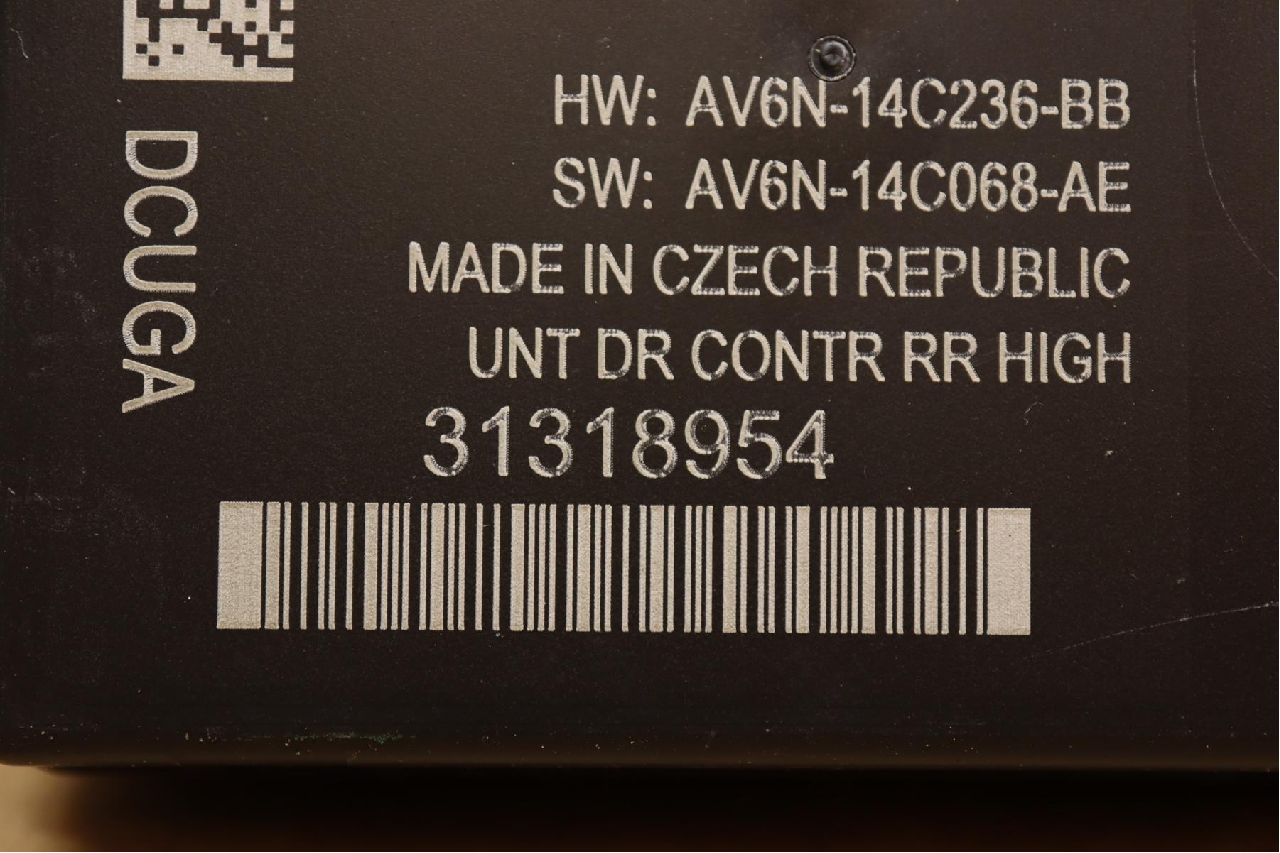 HW: AV6N-14C236-BB
SW: AV6N-14C068-AE
MADE IN CZECH REPUBLIC
UNT DR CONTR RR HIGH
31318954
DCUGA